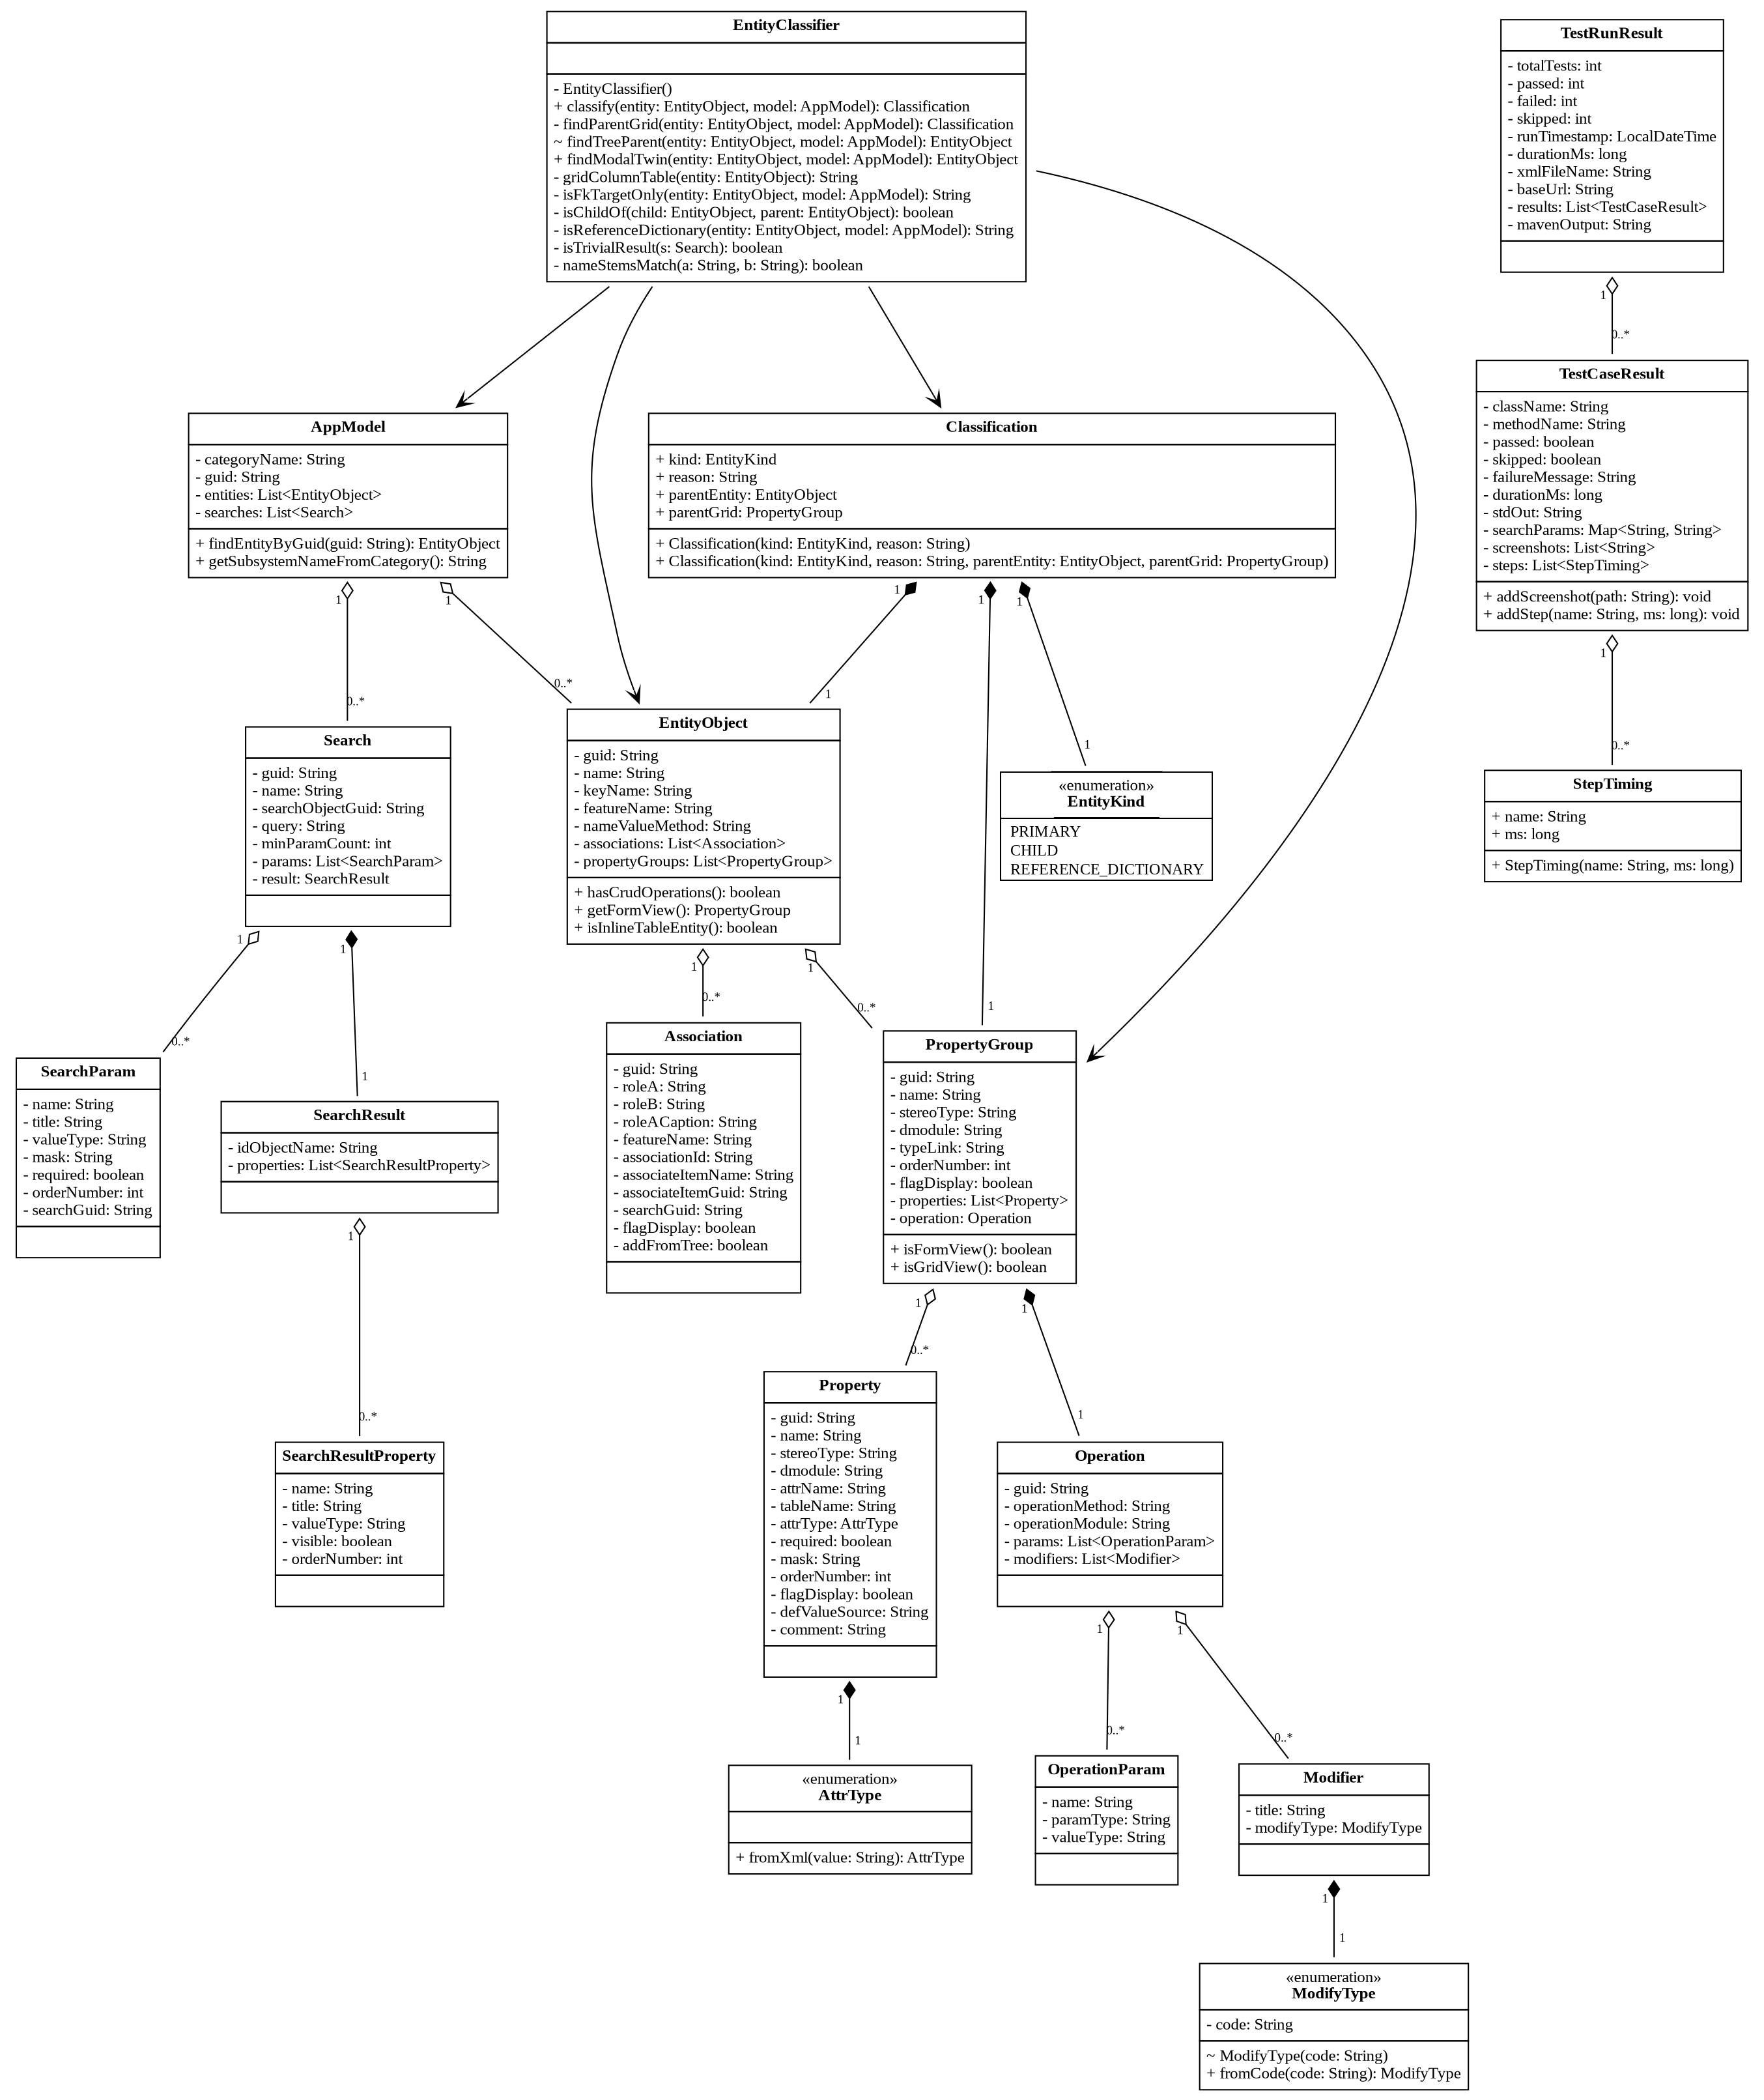 EntityClassifier
- EntityClassifier()
+ classify(entity: EntityObject, model: AppModel): Classification
- findParentGrid(entity: EntityObject, model: AppModel): Classification
~ findTreeParent(entity: EntityObject, model: AppModel): EntityObject
+ findModalTwin(entity: EntityObject, model: AppModel): EntityObject
- gridColumnTable(entity: EntityObject): String
- isFkTargetOnly(entity: EntityObject, model: AppModel): String
- isChildOf(child: EntityObject, parent: EntityObject): boolean
- isReferenceDictionary(entity: EntityObject, model: AppModel): String
- isTrivialResult(s: Search): boolean
- nameStemsMatch(a: String, b: String): boolean
TestRunResult
- totalTests: int
- passed: int
- failed: int
- skipped: int
- runTimestamp: LocalDateTime
- durationMs: long
- xmlFileName: String
- baseUrl: String
- results: List<TestCaseResult>
- mavenOutput: String
1
0..*
AppModel
- categoryName: String
- guid: String
- entities: List<EntityObject>
- searches: List<Search>
+ findEntityByGuid(guid: String): EntityObject
+ getSubsystemNameFromCategory(): String
1
1
0..*
0..*
Classification
+ kind: EntityKind
+ reason: String
+ parentEntity: EntityObject
+ parentGrid: PropertyGroup
+ Classification(kind: EntityKind, reason: String)
+ Classification(kind: EntityKind, reason: String, parentEntity: EntityObject, parentGrid: PropertyGroup)
1
1
1
1
1
1
TestCaseResult
- className: String
- methodName: String
- passed: boolean
- skipped: boolean
- failureMessage: String
- durationMs: long
- stdOut: String
- searchParams: Map<String, String>
- screenshots: List<String>
- steps: List<StepTiming>
+ addScreenshot(path: String): void
+ addStep(name: String, ms: long): void
1
0..*
Search
- guid: String
- name: String
- searchObjectGuid: String
- query: String
- minParamCount: int
- params: List<SearchParam>
- result: SearchResult
1
1
0..*
1
EntityObject
- guid: String
- name: String
- keyName: String
- featureName: String
- nameValueMethod: String
- associations: List<Association>
- propertyGroups: List<PropertyGroup>
+ hasCrudOperations(): boolean
+ getFormView(): PropertyGroup
+ isInlineTableEntity(): boolean
1
1
0..*
0..*
«enumeration»
EntityKind
PRIMARY
CHILD
REFERENCE_DICTIONARY
StepTiming
+ name: String
+ ms: long
+ StepTiming(name: String, ms: long)
SearchParam
- name: String
- title: String
- valueType: String
- mask: String
- required: boolean
- orderNumber: int
- searchGuid: String
SearchResult
- idObjectName: String
- properties: List<SearchResultProperty>
1
0..*
Association
- guid: String
- roleA: String
- roleB: String
- roleACaption: String
- featureName: String
- associationId: String
- associateItemName: String
- associateItemGuid: String
- searchGuid: String
- flagDisplay: boolean
- addFromTree: boolean
PropertyGroup
- guid: String
- name: String
- stereoType: String
- dmodule: String
- typeLink: String
- orderNumber: int
- flagDisplay: boolean
- properties: List<Property>
- operation: Operation
+ isFormView(): boolean
+ isGridView(): boolean
1
1
0..*
1
SearchResultProperty
- name: String
- title: String
- valueType: String
- visible: boolean
- orderNumber: int
Property
- guid: String
- name: String
- stereoType: String
- dmodule: String
- attrName: String
- tableName: String
- attrType: AttrType
- required: boolean
- mask: String
- orderNumber: int
- flagDisplay: boolean
- defValueSource: String
- comment: String
1
1
Operation
- guid: String
- operationMethod: String
- operationModule: String
- params: List<OperationParam>
- modifiers: List<Modifier>
1
1
0..*
0..*
«enumeration»
AttrType
+ fromXml(value: String): AttrType
OperationParam
- name: String
- paramType: String
- valueType: String
Modifier
- title: String
- modifyType: ModifyType
1
1
«enumeration»
ModifyType
- code: String
~ ModifyType(code: String)
+ fromCode(code: String): ModifyType